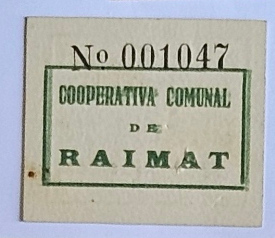 No 001047
COOPERATIVA COMUNAL
DE
RAIMAT